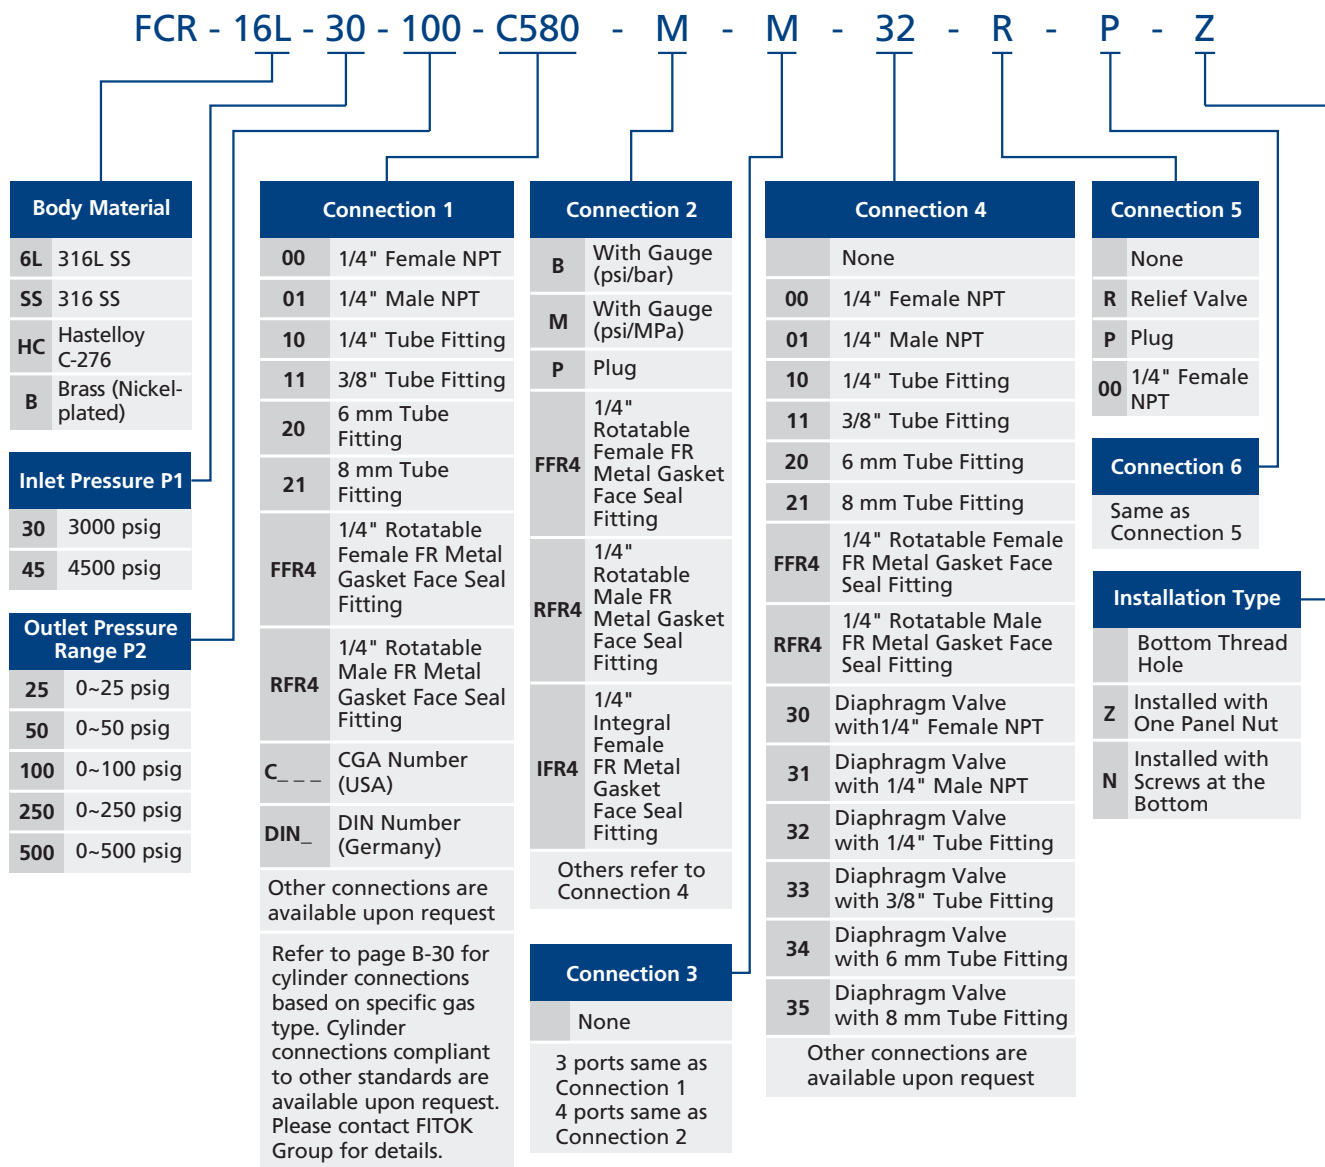 FCR - 16L - 30 - 100 - C580 - M - M - 32 - R - P - Z
Body Material
6L 316L SS
SS 316 SS
HC Hastelloy
C-276
B Brass (Nickel-
plated)
Inlet Pressure P1
30 3000 psig
45 4500 psig
Outlet Pressure
Range P2
25 0~25 psig
50 0~50 psig
100 0~100 psig
250 0~250 psig
500 0~500 psig
Connection 1
00 1/4" Female NPT
01 1/4" Male NPT
10 1/4" Tube Fitting
11 3/8" Tube Fitting
20 6 mm Tube
Fitting
21 8 mm Tube
Fitting
FFR4 1/4" Rotatable
Female FR Metal
Gasket Face Seal
Fitting
RFR4 1/4" Rotatable
Male FR Metal
Gasket Face Seal
Fitting
C_ _ _ CGA Number
(USA)
DIN_ DIN Number
(Germany)
Other connections are
available upon request
Refer to page B-30 for
cylinder connections
based on specific gas
type. Cylinder
connections compliant
to other standards are
available upon request.
Please contact FITOK
Group for details.
Connection 2
B With Gauge
(psi/bar)
M With Gauge
(psi/MPa)
P Plug
FFR4 1/4"
Rotatable
Female FR
Metal Gasket
Face Seal
Fitting
RFR4 1/4"
Rotatable
Male FR
Metal Gasket
Face Seal
Fitting
IFR4 1/4"
Integral
Female
FR Metal
Gasket
Face Seal
Fitting
Others refer to
Connection 4
Connection 3
None
3 ports same as
Connection 1
4 ports same as
Connection 2
Connection 4
None
00 1/4" Female NPT
01 1/4" Male NPT
10 1/4" Tube Fitting
11 3/8" Tube Fitting
20 6 mm Tube Fitting
21 8 mm Tube Fitting
FFR4 1/4" Rotatable Female
FR Metal Gasket Face
Seal Fitting
RFR4 1/4" Rotatable Male
FR Metal Gasket Face
Seal Fitting
30 Diaphragm Valve
with1/4" Female NPT
31 Diaphragm Valve
with 1/4" Male NPT
32 Diaphragm Valve
with 1/4" Tube Fitting
33 Diaphragm Valve
with 3/8" Tube Fitting
34 Diaphragm Valve
with 6 mm Tube Fitting
35 Diaphragm Valve
with 8 mm Tube Fitting
Other connections are
available upon request
Connection 5
None
R Relief Valve
P Plug
00 1/4" Female
NPT
Connection 6
Same as
Connection 5
Installation Type
Bottom Thread
Hole
Z Installed with
One Panel Nut
N Installed with
Screws at the
Bottom